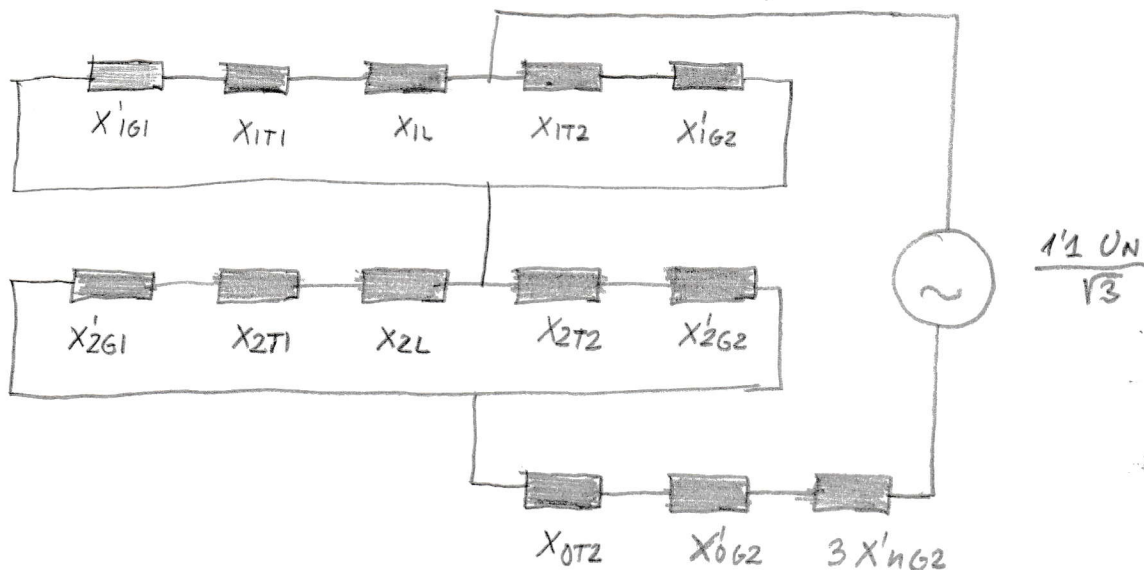 X'1G1 X1T1 X1L X1T2 X'1G2
1'1 UN
√3
X'2G1 X2T1 X2L X2T2 X'2G2
X0T2 X'0G2 3 X'nG2